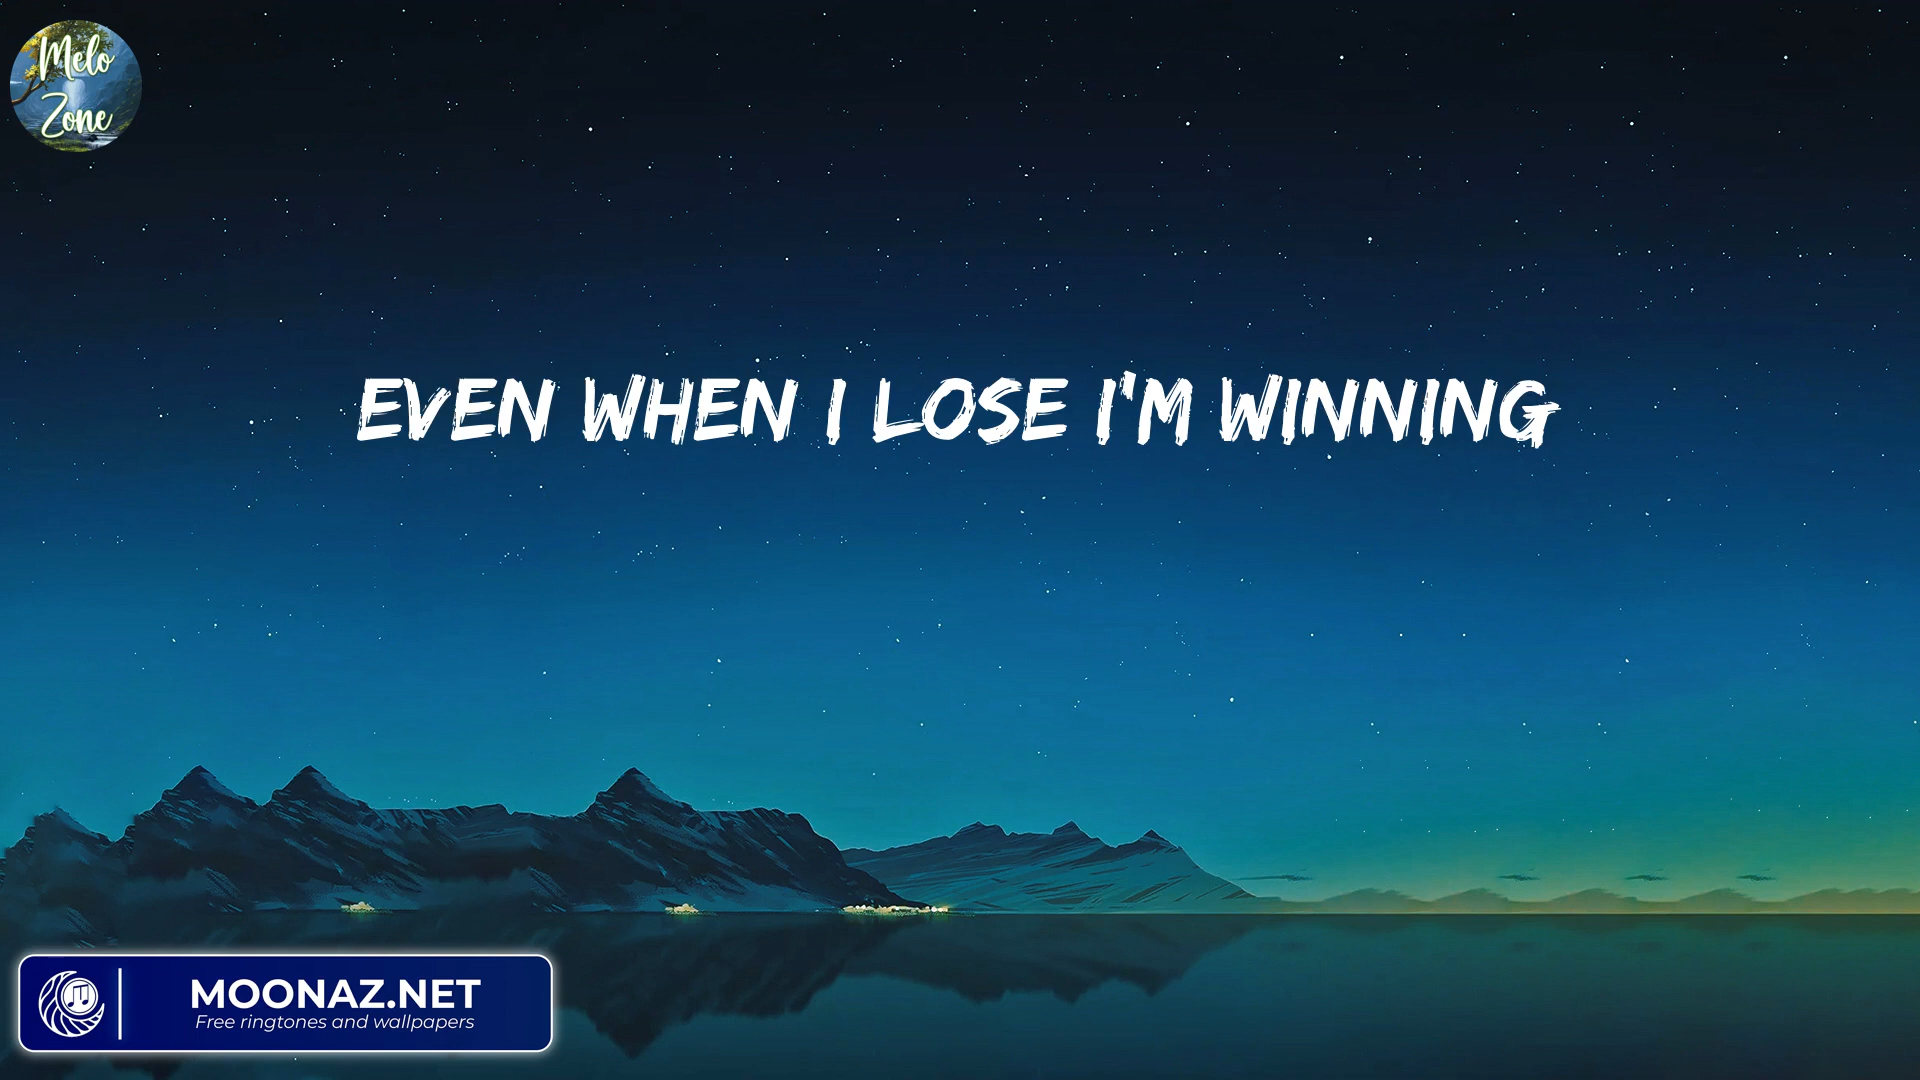 Melo
Zone
EVEN WHEN I LOSE I'M WINNING
MOONAZ.NET
Free ringtones and wallpapers